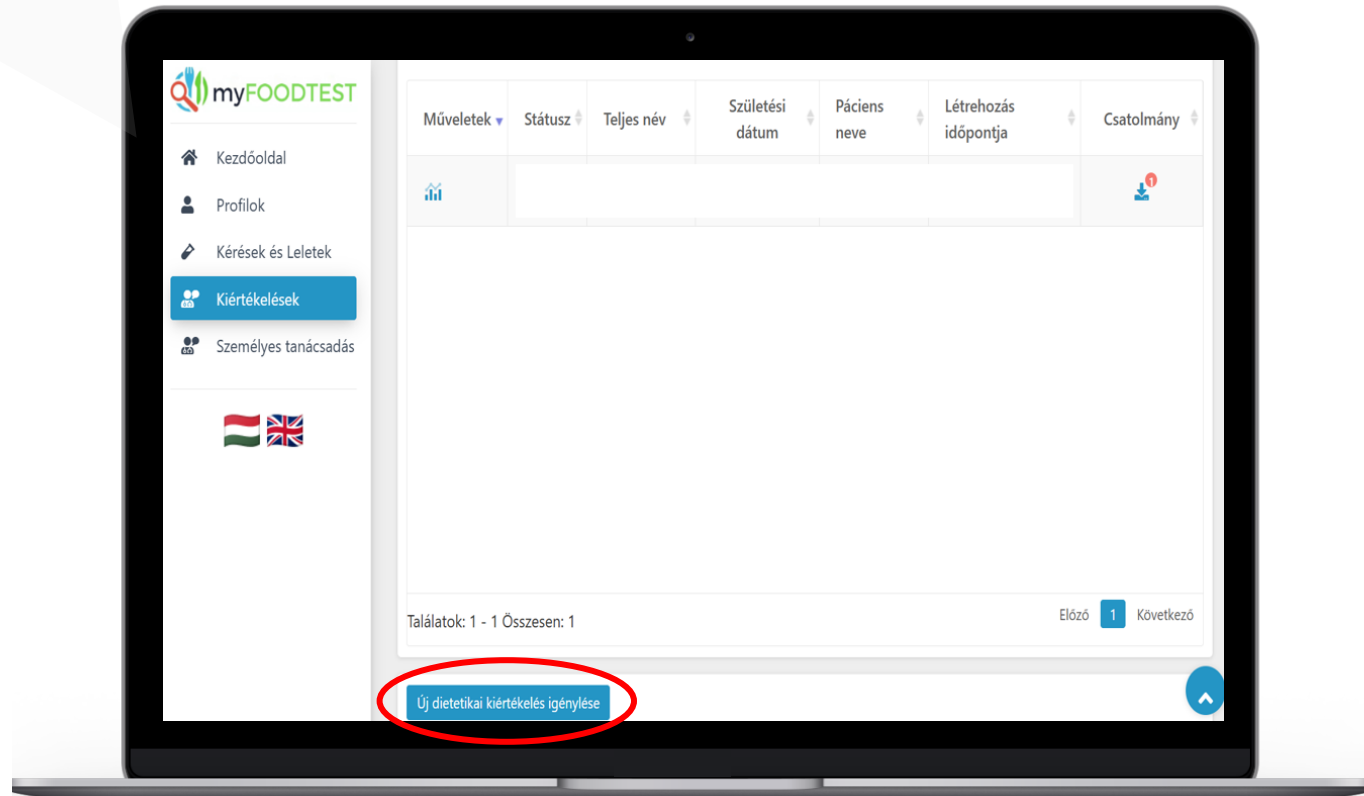 myFOODTEST
Kezdőoldal
Profilok
Kérések és Leletek
Kiértékelések
Személyes tanácsadás
Műveletek
Státusz
Teljes név
Születési
dátum
Páciens
neve
Létrehozás
időpontja
Csatolmány
1
Találatok: 1 - 1 Összesen: 1
Előző 1 Következő
Új dietetikai kiértékelés igénylése